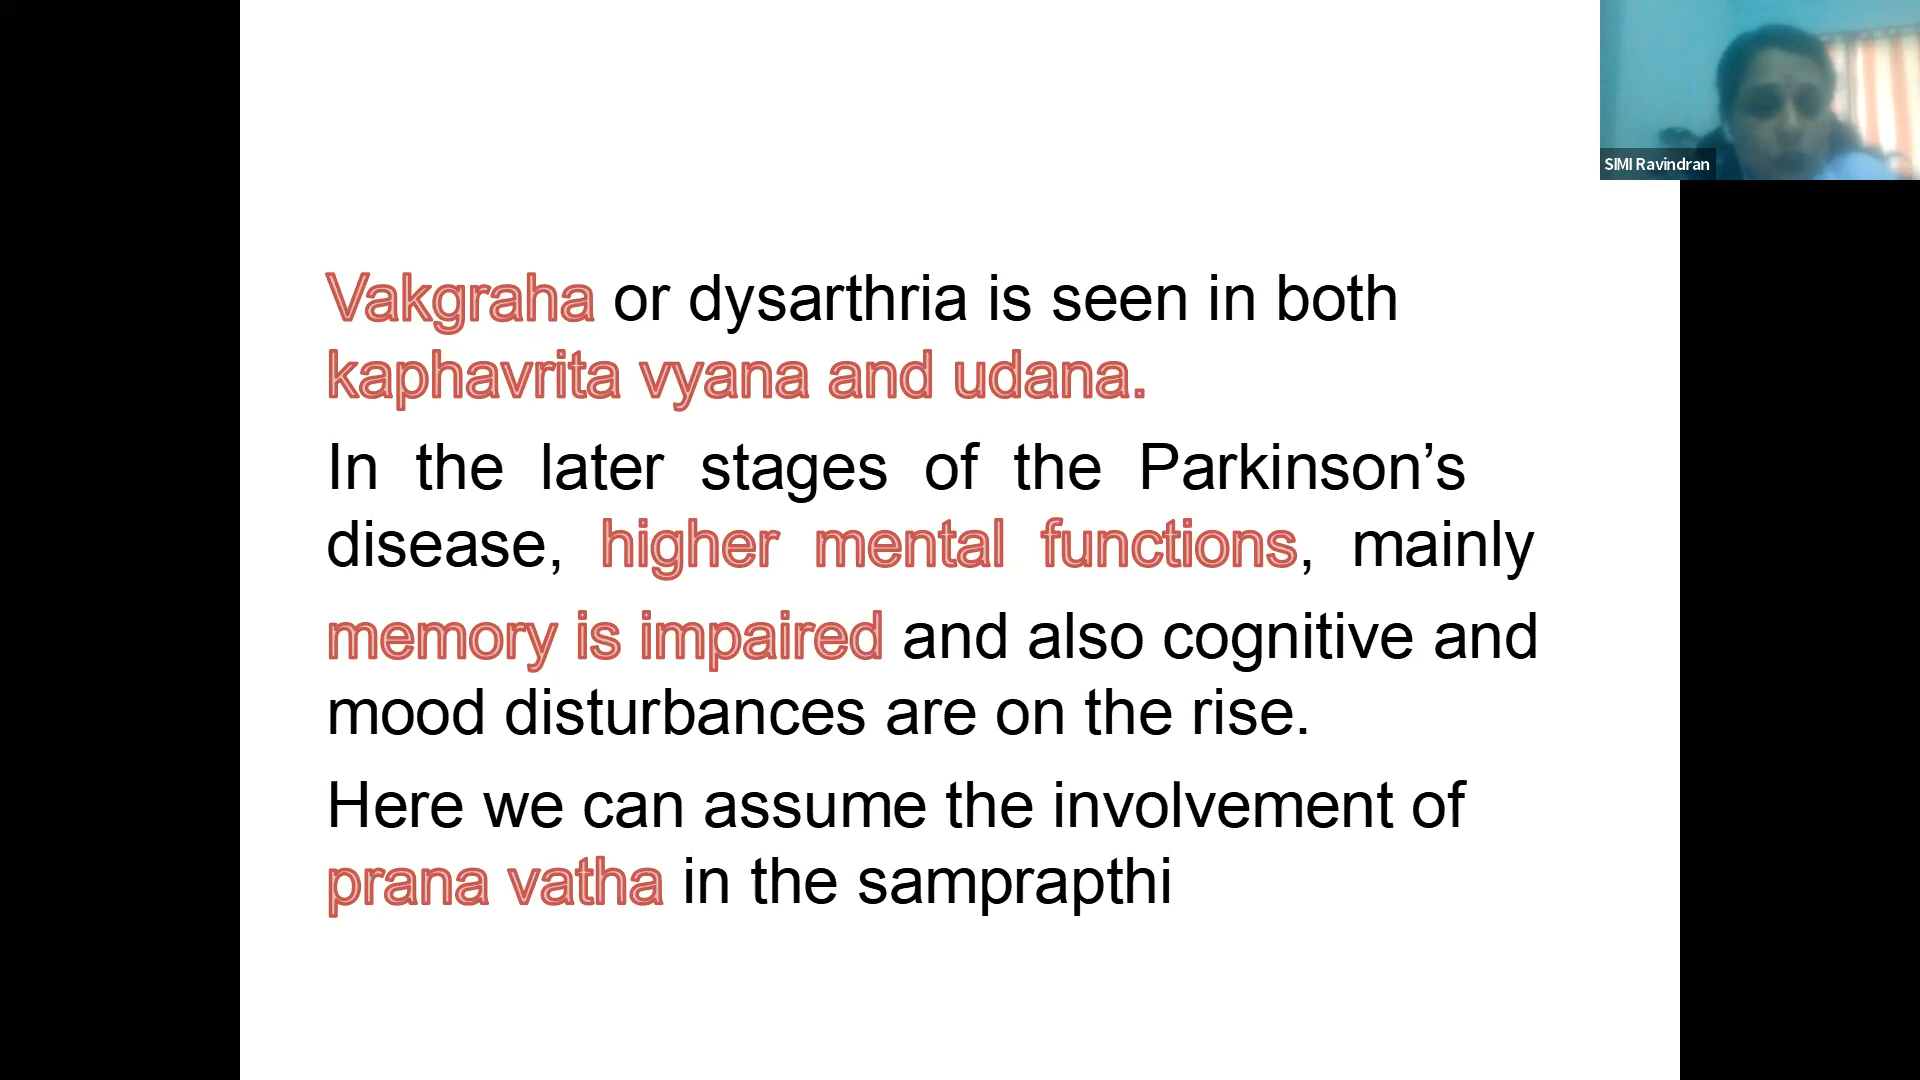 SIMI Ravindran
Vakgraha or dysarthria is seen in both
kaphavrita vyana and udana.
In the later stages of the Parkinson’s
disease, higher mental functions, mainly
memory is impaired and also cognitive and
mood disturbances are on the rise.
Here we can assume the involvement of
prana vatha in the samprapthi